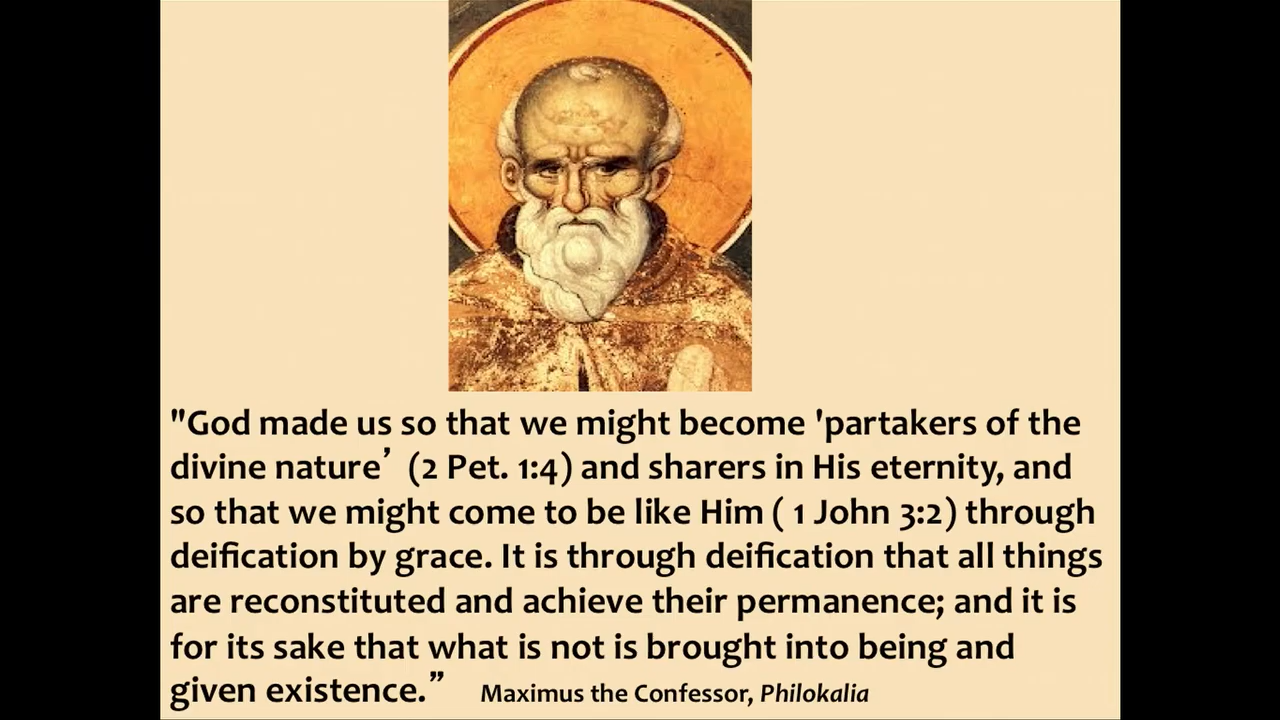 "God made us so that we might become 'partakers of the
divine nature’ (2 Pet. 1:4) and sharers in His eternity, and
so that we might come to be like Him ( 1 John 3:2) through
deification by grace. It is through deification that all things
are reconstituted and achieve their permanence; and it is
for its sake that what is not is brought into being and
given existence.” Maximus the Confessor, Philokalia